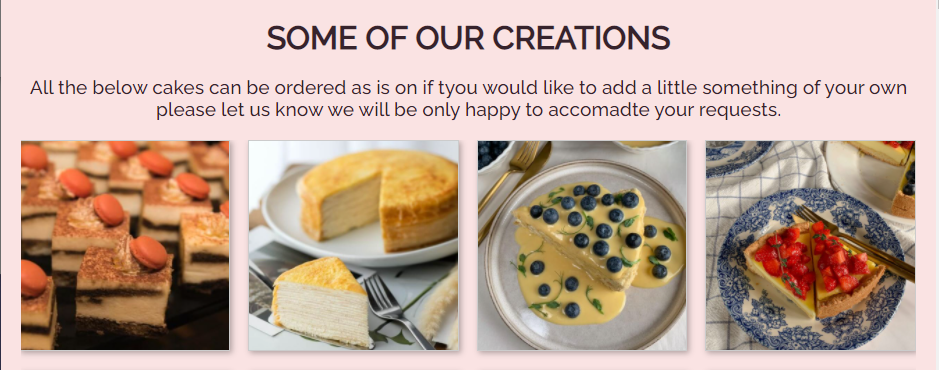 SOME OF OUR CREATIONS
All the below cakes can be ordered as is on if tyou would like to add a little something of your own
please let us know we will be only happy to accomadte your requests.